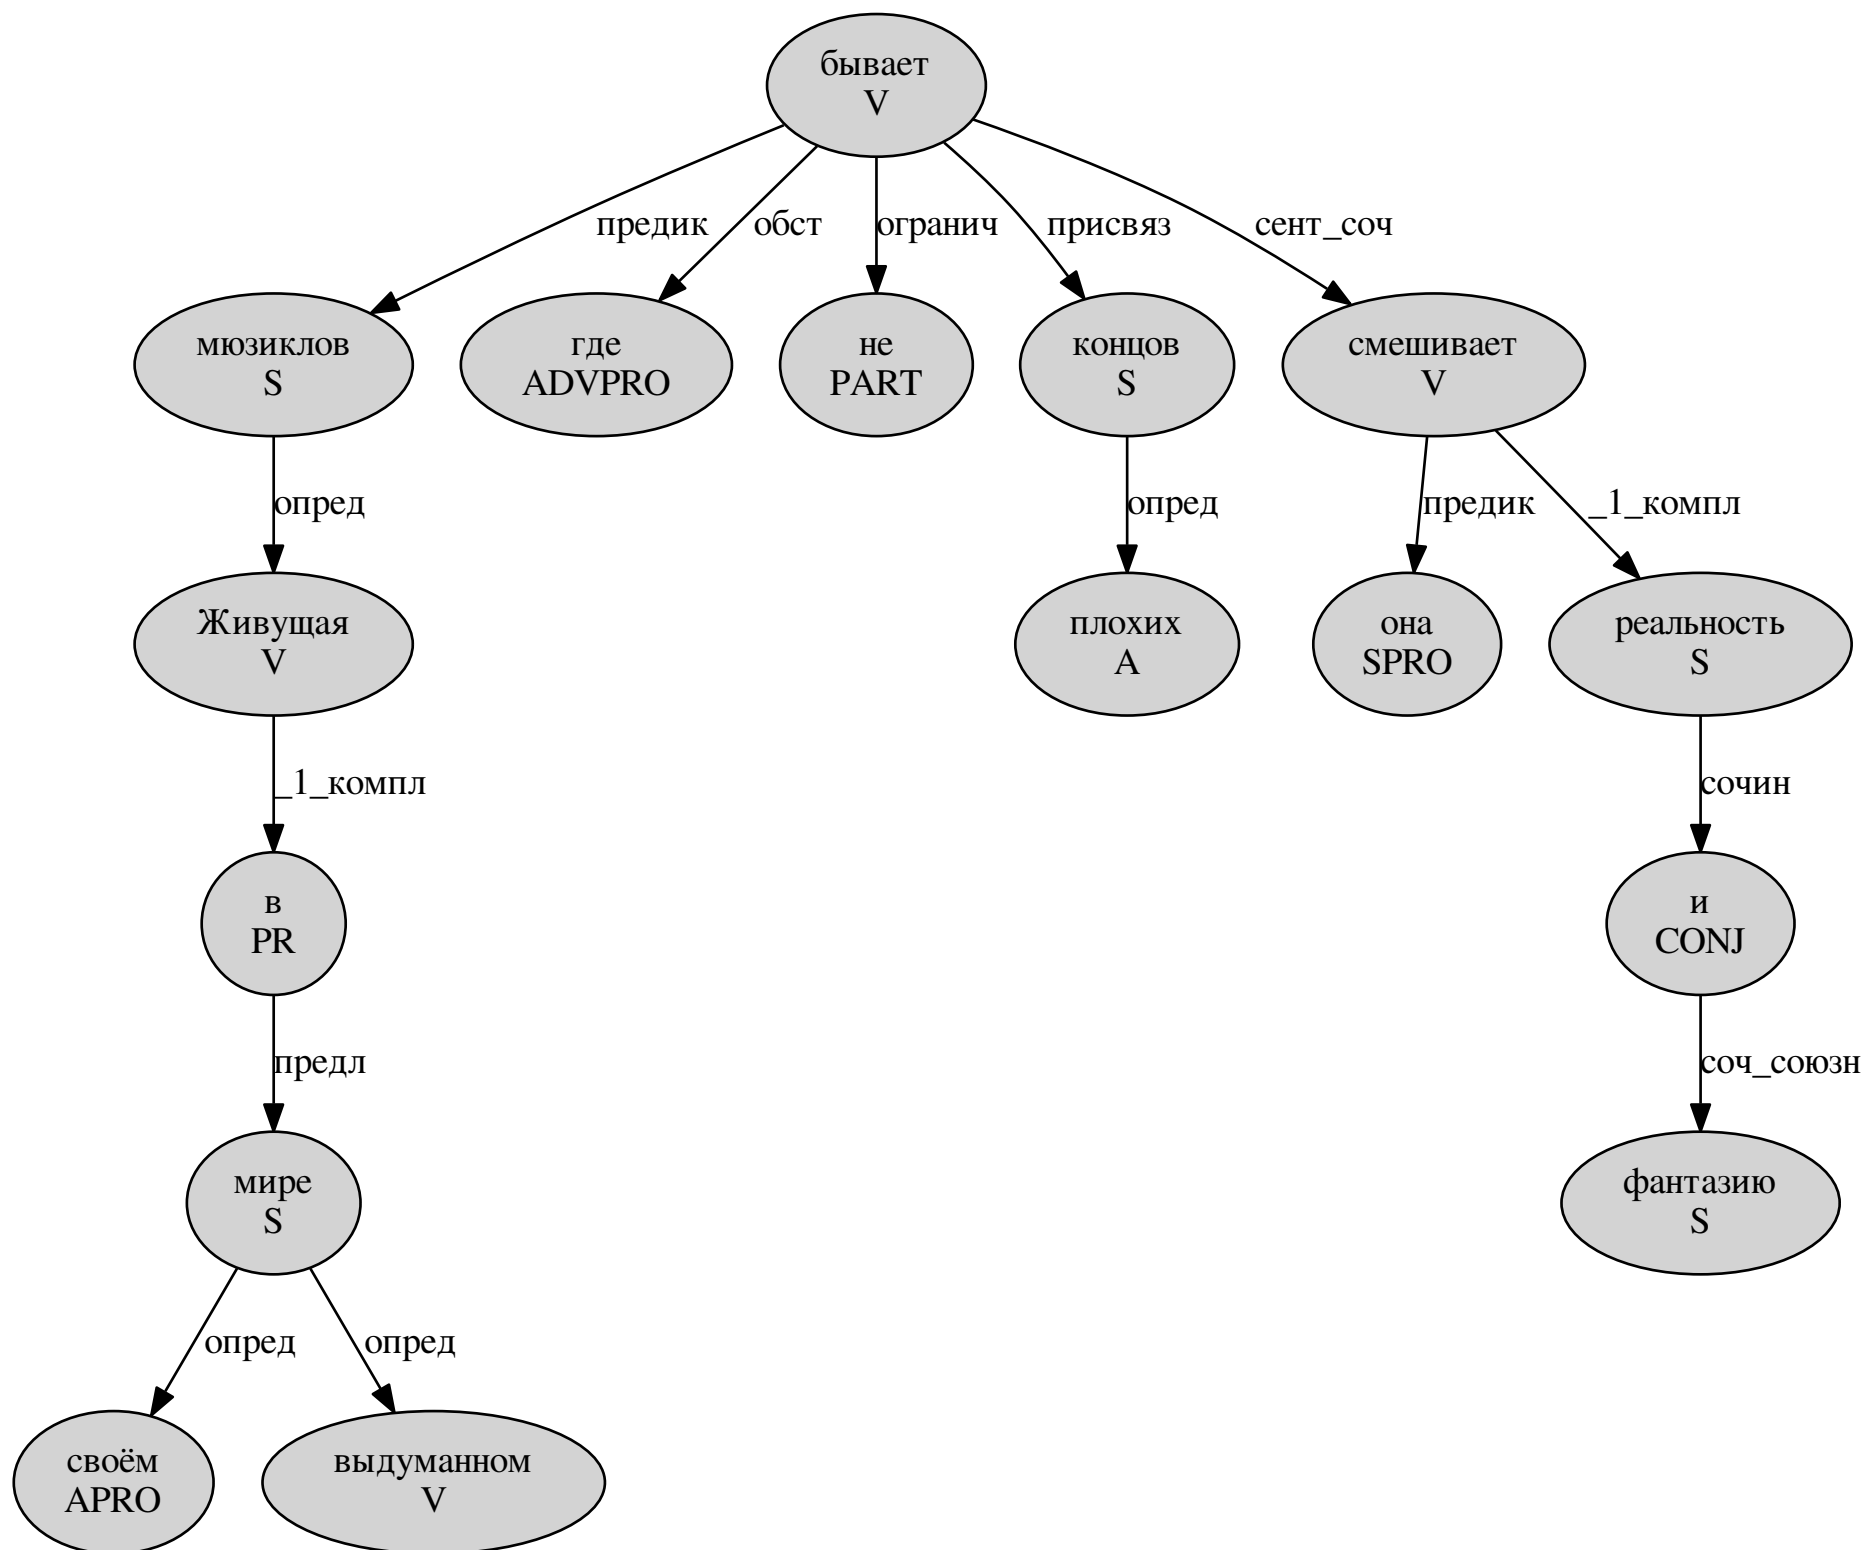 бывает
V
предик
обст
огранич
присвяз
сент_соч
мюзиклов
S
где
ADVPRO
не
PART
концов
S
смешивает
V
опред
опред
предик
_1_компл
Живущая
V
плохих
A
она
SPRO
реальность
S
_1_компл
сочин
в
PR
и
CONJ
предл
соч_союзн
мире
S
фантазию
S
опред
опред
своём
APRO
выдуманном
V